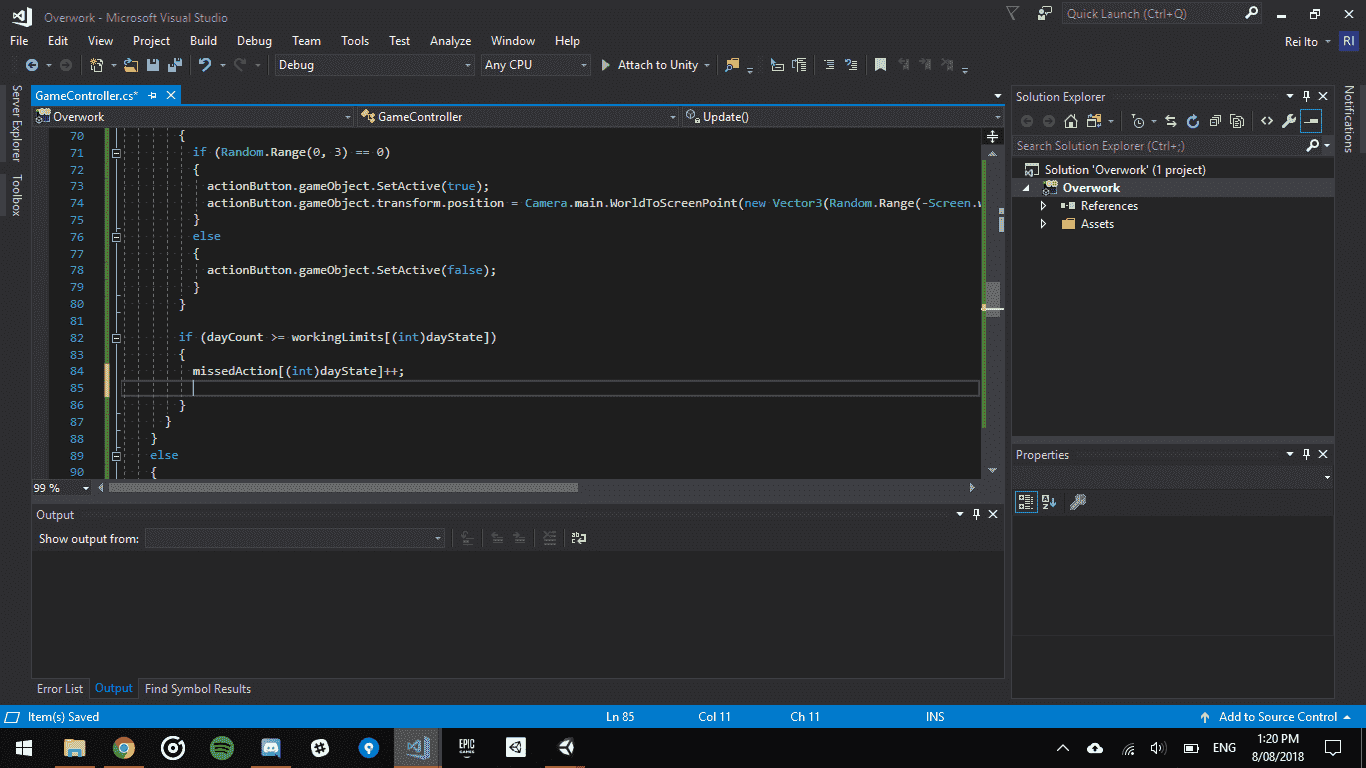 Overwork - Microsoft Visual Studio
Quick Launch (Ctrl+Q)
File Edit View Project Build Debug Team Tools Test Analyze Window Help
Rei Ito RI
Debug Any CPU Attach to Unity
Server Explorer
Toolbox
GameController.cs*
Overwork GameController Update()
70 {
71 if (Random.Range(0, 3) == 0)
72 {
73 actionButton.gameObject.SetActive(true);
74 actionButton.gameObject.transform.position = Camera.main.WorldToScreenPoint(new Vector3(Random.Range(-Screen.w
75 }
76 else
77 {
78 actionButton.gameObject.SetActive(false);
79 }
80 }
81
82 if (dayCount >= workingLimits[(int)dayState])
83 {
84 missedAction[(int)dayState]++;
85
86 }
87 }
88 }
89 else
90 {
99 %
Output
Show output from:
Error List Output Find Symbol Results
Solution Explorer
Search Solution Explorer (Ctrl+;)
Solution 'Overwork' (1 project)
Overwork
References
Assets
Properties
Notifications
Item(s) Saved Ln 85 Col 11 Ch 11 INS Add to Source Control
EPIC
GAMES
ENG
1:20 PM
8/08/2018